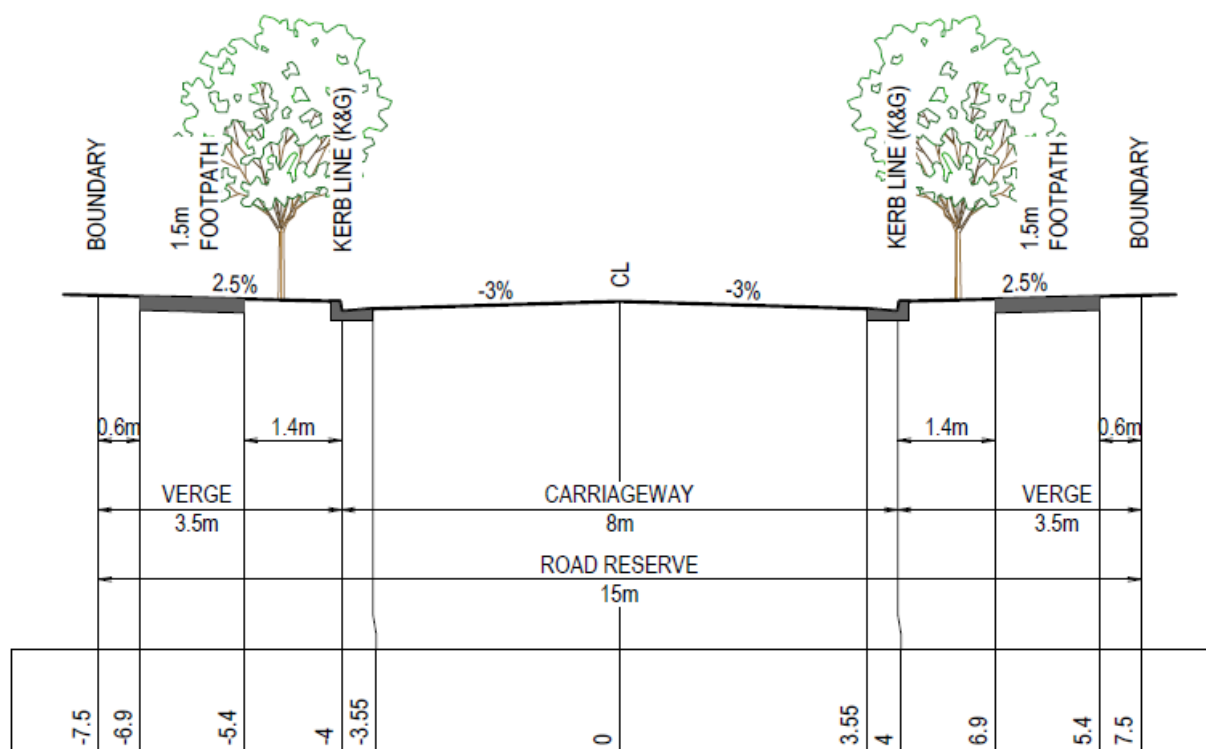 BOUNDARY
1.5m
FOOTPATH
KERB LINE (K&G)
CL
KERB LINE (K&G)
1.5m
FOOTPATH
BOUNDARY
2.5%
-3%
-3%
2.5%
0.6m
1.4m
1.4m
0.6m
VERGE
3.5m
CARRIAGEWAY
8m
VERGE
3.5m
ROAD RESERVE
15m
-7.5
-6.9
-5.4
-4
-3.55
0
3.55
4
6.9
5.4
7.5